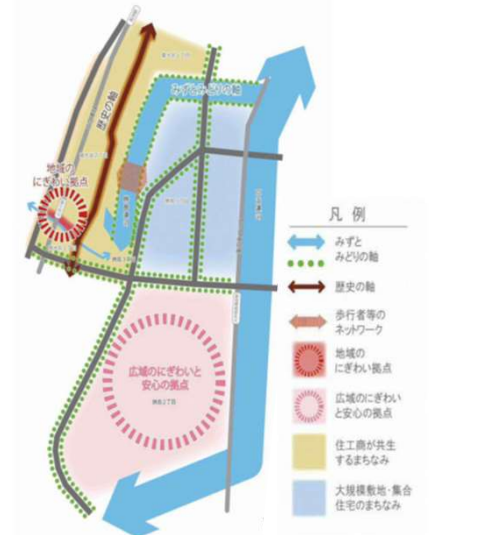 みずとみどりの軸
歴史の軸
地域の
にぎわい拠点
広域のにぎわいと
安心の拠点
凡 例
みずと
みどりの軸
歴史の軸
歩行者等の
ネットワーク
地域の
にぎわい拠点
広域のにぎわい
と安心の拠点
住工商が共生
するまちなみ
大規模敷地・集合
住宅のまちなみ